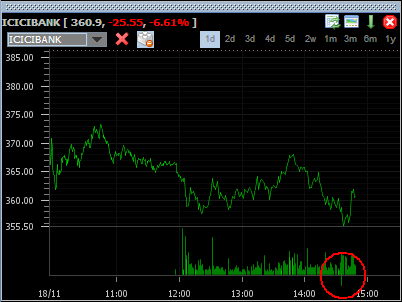 ICICIBANK [ 360.9, -25.55, -6.61% ]
ICICIBANK 1d 2d 3d 4d 5d 2w 1m 3m 6m 1y
385.00
380.00
375.00
370.00
365.00
360.00
355.50
18/11 11:00 12:00 13:00 14:00 15:00